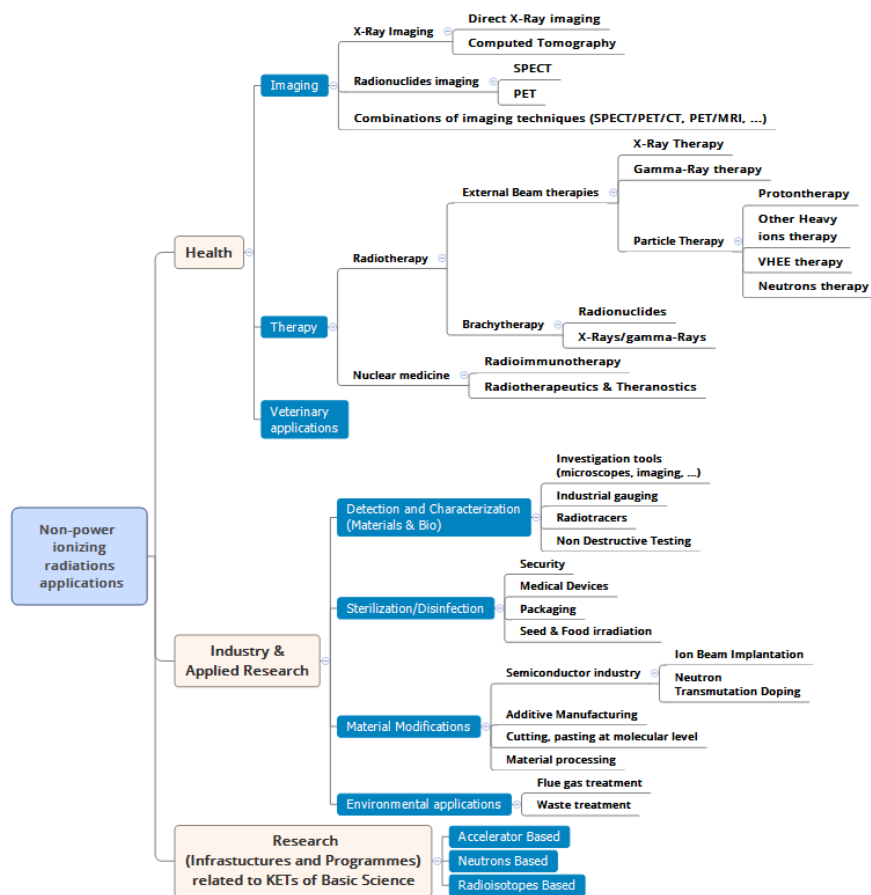 Non-power
ionizing
radiations
applications
Health
Imaging
X-Ray Imaging
Direct X-Ray imaging
Computed Tomography
Radionuclides imaging
SPECT
PET
Combinations of imaging techniques (SPECT/PET/CT, PET/MRI, ...)
Therapy
Radiotherapy
External Beam therapies
X-Ray Therapy
Gamma-Ray therapy
Particle Therapy
Protontherapy
Other Heavy
ions therapy
VHEE therapy
Neutrons therapy
Brachytherapy
Radionuclides
X-Rays/gamma-Rays
Nuclear medicine
Radioimmunotherapy
Radiotherapeutics & Theranostics
Veterinary
applications
Industry &
Applied Research
Detection and Characterization
(Materials & Bio)
Investigation tools
(microscopes, imaging, ...)
Industrial gauging
Radiotracers
Non Destructive Testing
Sterilization/Disinfection
Security
Medical Devices
Packaging
Seed & Food irradiation
Material Modifications
Semiconductor industry
Ion Beam Implantation
Neutron
Transmutation Doping
Additive Manufacturing
Cutting, pasting at molecular level
Material processing
Environmental applications
Flue gas treatment
Waste treatment
Research
(Infrastuctures and Programmes)
related to KETs of Basic Science
Accelerator Based
Neutrons Based
Radioisotopes Based